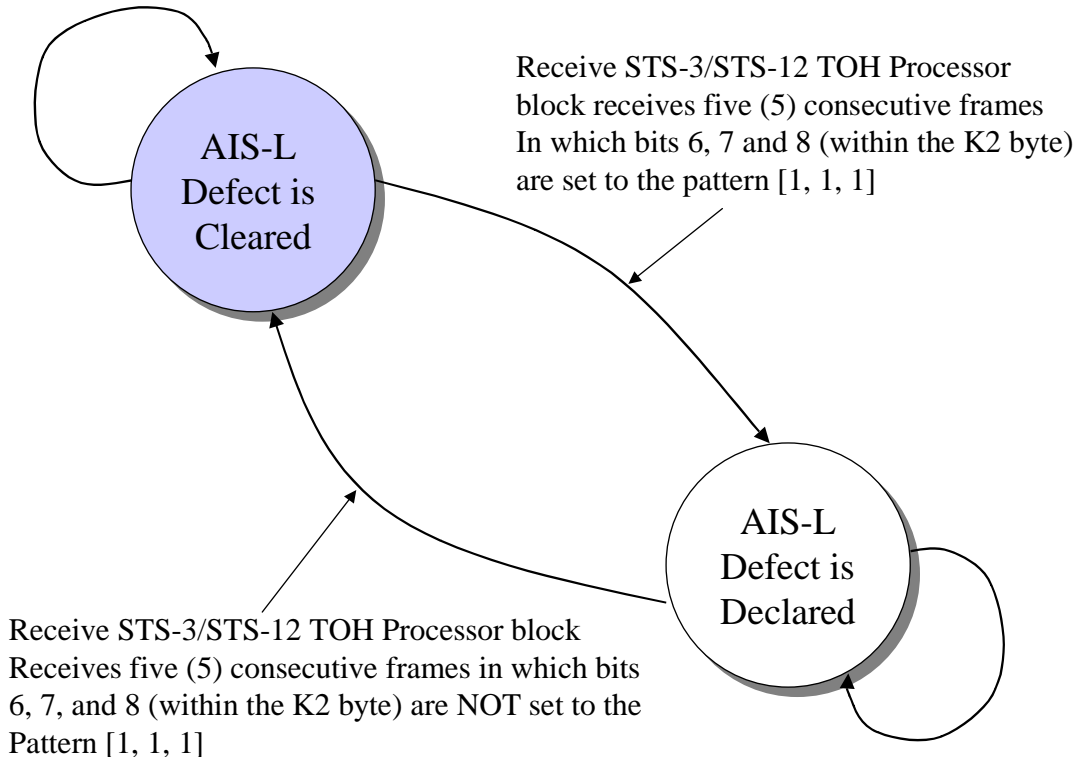 Receive STS-3/STS-12 TOH Processor
block receives five (5) consecutive frames
In which bits 6, 7 and 8 (within the K2 byte)
are set to the pattern [1, 1, 1]
AIS-L
Defect is
Cleared
AIS-L
Defect is
Declared
Receive STS-3/STS-12 TOH Processor block
Receives five (5) consecutive frames in which bits
6, 7, and 8 (within the K2 byte) are NOT set to the
Pattern [1, 1, 1]